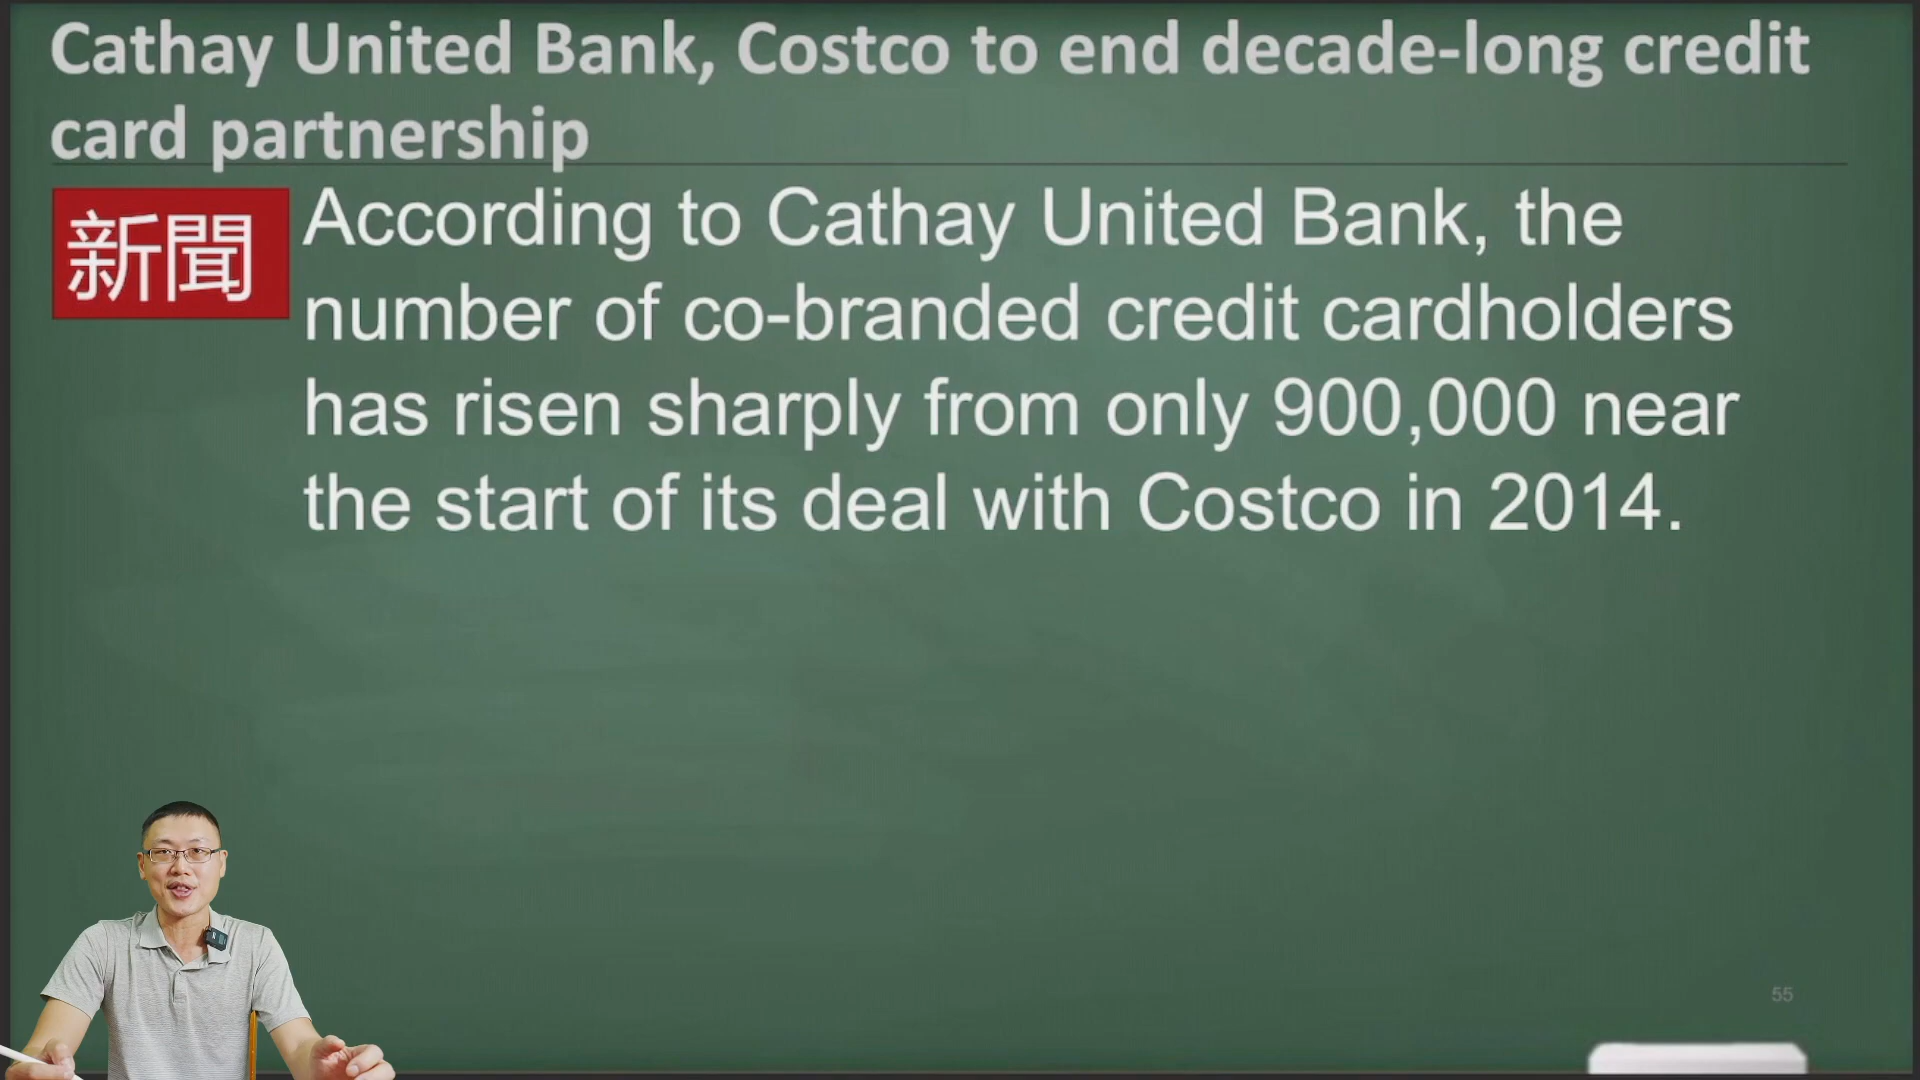 Cathay United Bank, Costco to end decade-long credit
card partnership
新聞
According to Cathay United Bank, the
number of co-branded credit cardholders
has risen sharply from only 900,000 near
the start of its deal with Costco in 2014.
55